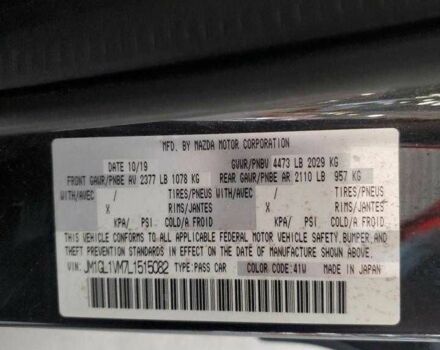 MFD. BY MAZDA MOTOR CORPORATION
DATE 10/19 GVWR/PNBV 4473 LB 2029 KG
FRONT GAWR/PNBE AV 2377 LB 1078 KG REAR GAWR/PNBE AR 2110 LB 957 KG
WITH/AVEC / TIRES/PNEUS WITH/AVEC / TIRES/PNEUS
X RIMS/JANTES X RIMS/JANTES
KPA/ PSI/ COLD/A FROID KPA/ PSI/ COLD/A FROID
THIS VEHICLE CONFORMS TO ALL APPLICABLE FEDERAL MOTOR VEHICLE SAFETY, BUMPER, AND
THEFT PREVENTION STANDARDS IN EFFECT ON THE DATE OF MANUFACTURE SHOWN ABOVE.
VIN: JM1GL1VM7L1515082 TYPE: PASS CAR COLOR CODE: 41W MADE IN JAPAN